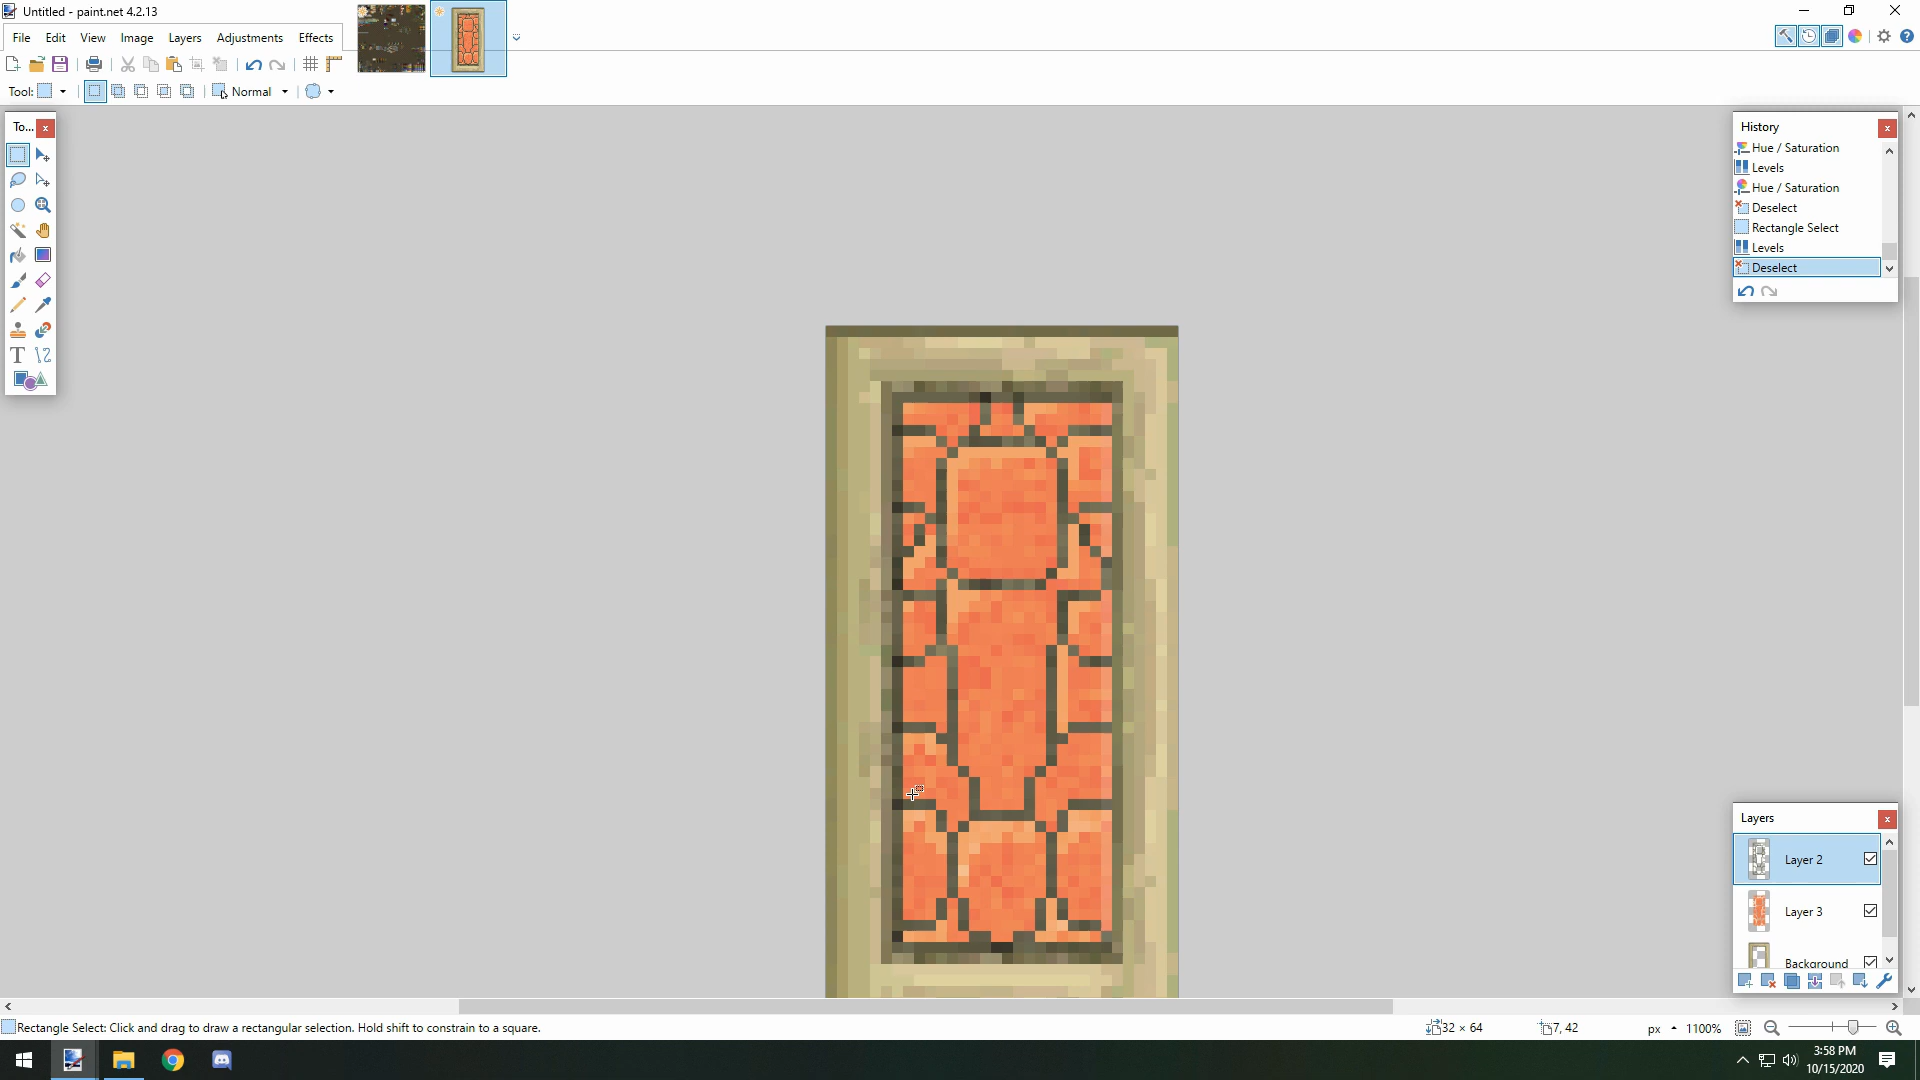 Untitled - paint.net 4.2.13
File Edit View Image Layers Adjustments Effects
Tool: Normal
To...
History
Hue / Saturation
Levels
Hue / Saturation
Deselect
Rectangle Select
Levels
Deselect
T
Layers
Layer 2
Layer 3
Background
Rectangle Select: Click and drag to draw a rectangular selection. Hold shift to constrain to a square.
32 × 64
7, 42
px
1100%
3:58 PM
10/15/2020